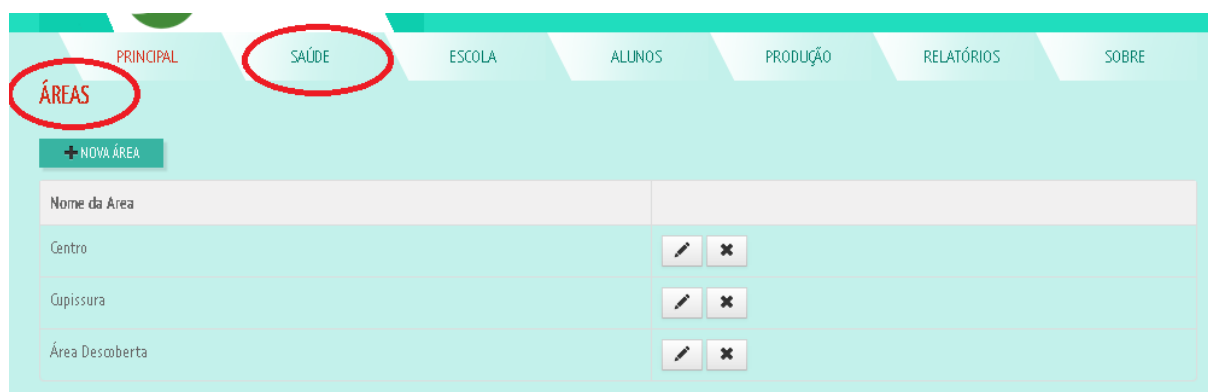 PRINCIPAL SAÚDE ESCOLA ALUNOS PRODUÇÃO RELATÓRIOS SOBRE
ÁREAS
NOVA ÁREA
Nome da Area
Centro
Cupissura
Área Descoberta